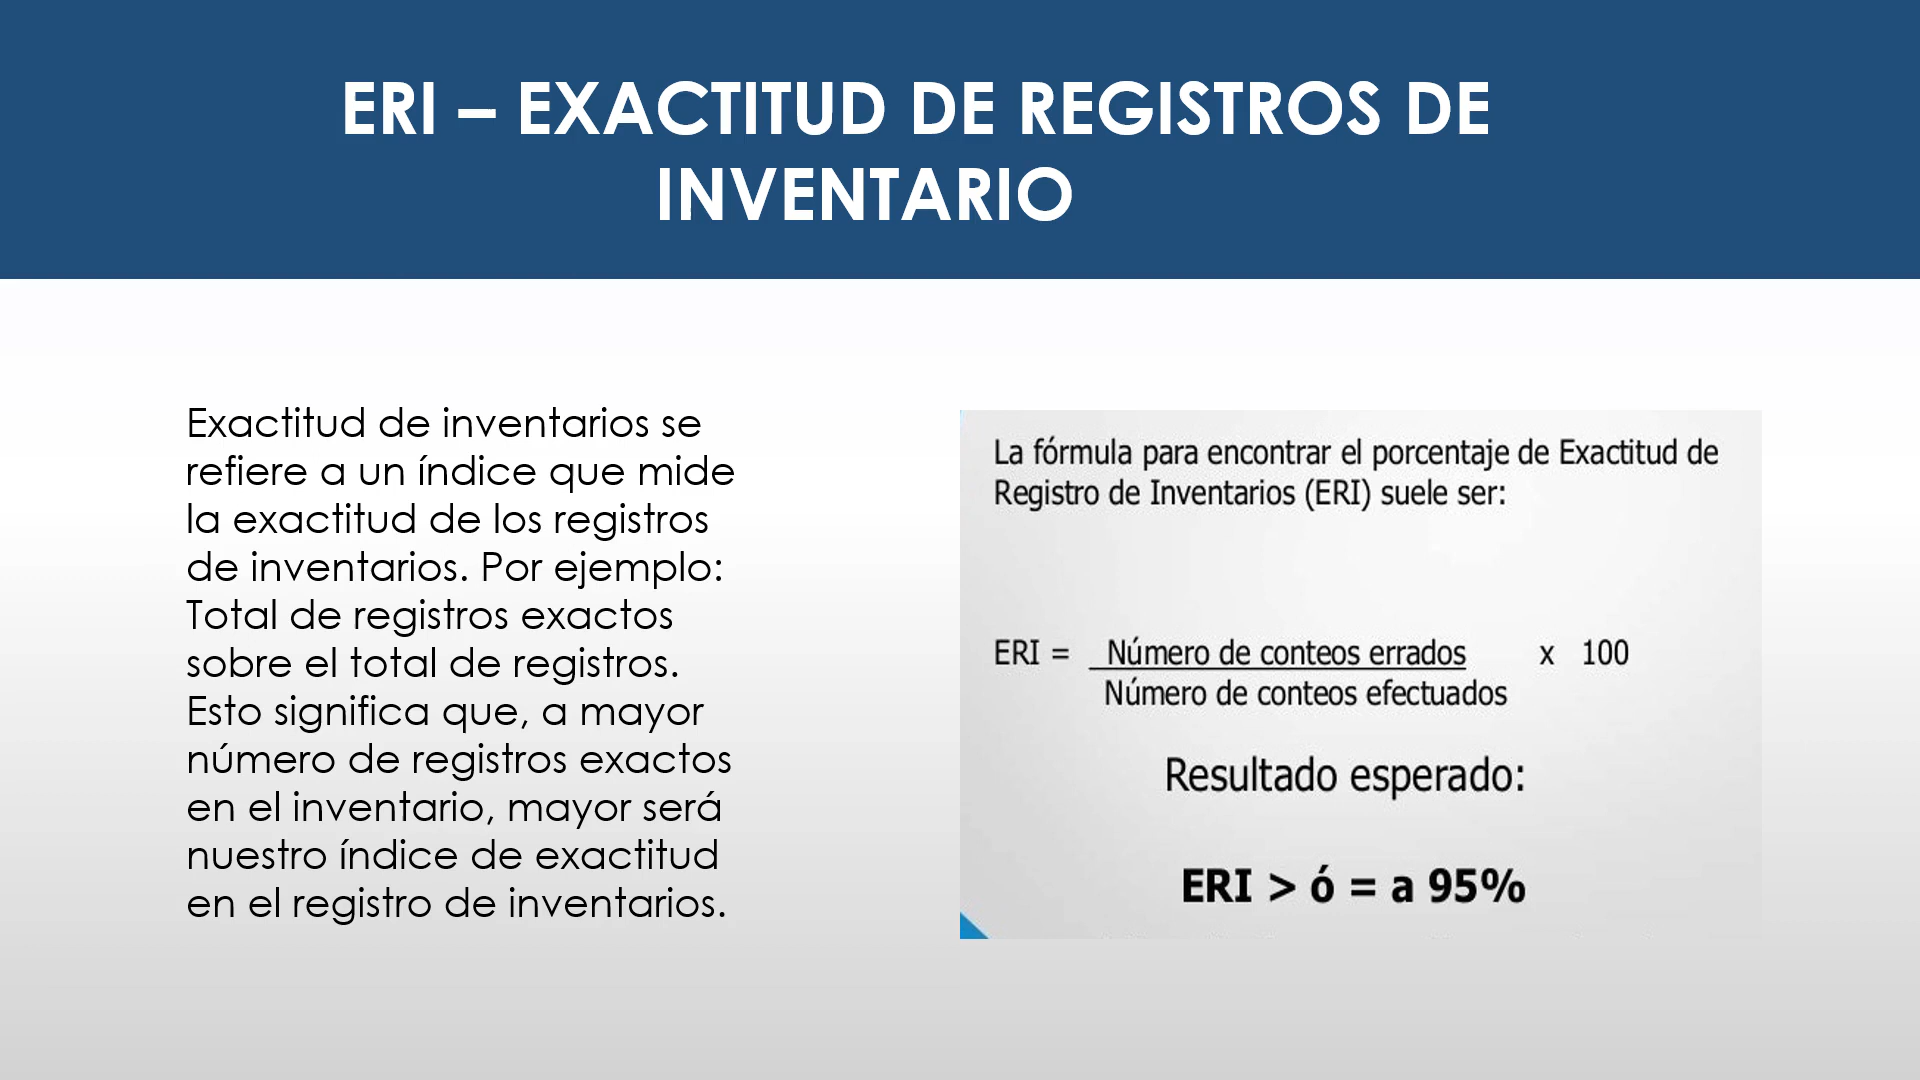 ERI – EXACTITUD DE REGISTROS DE
INVENTARIO
Exactitud de inventarios se
refiere a un índice que mide
la exactitud de los registros
de inventarios. Por ejemplo:
Total de registros exactos
sobre el total de registros.
Esto significa que, a mayor
número de registros exactos
en el inventario, mayor será
nuestro índice de exactitud
en el registro de inventarios.
La fórmula para encontrar el porcentaje de Exactitud de
Registro de Inventarios (ERI) suele ser:
ERI = Número de conteos errados x 100
Número de conteos efectuados
Resultado esperado:
ERI > ó = a 95%